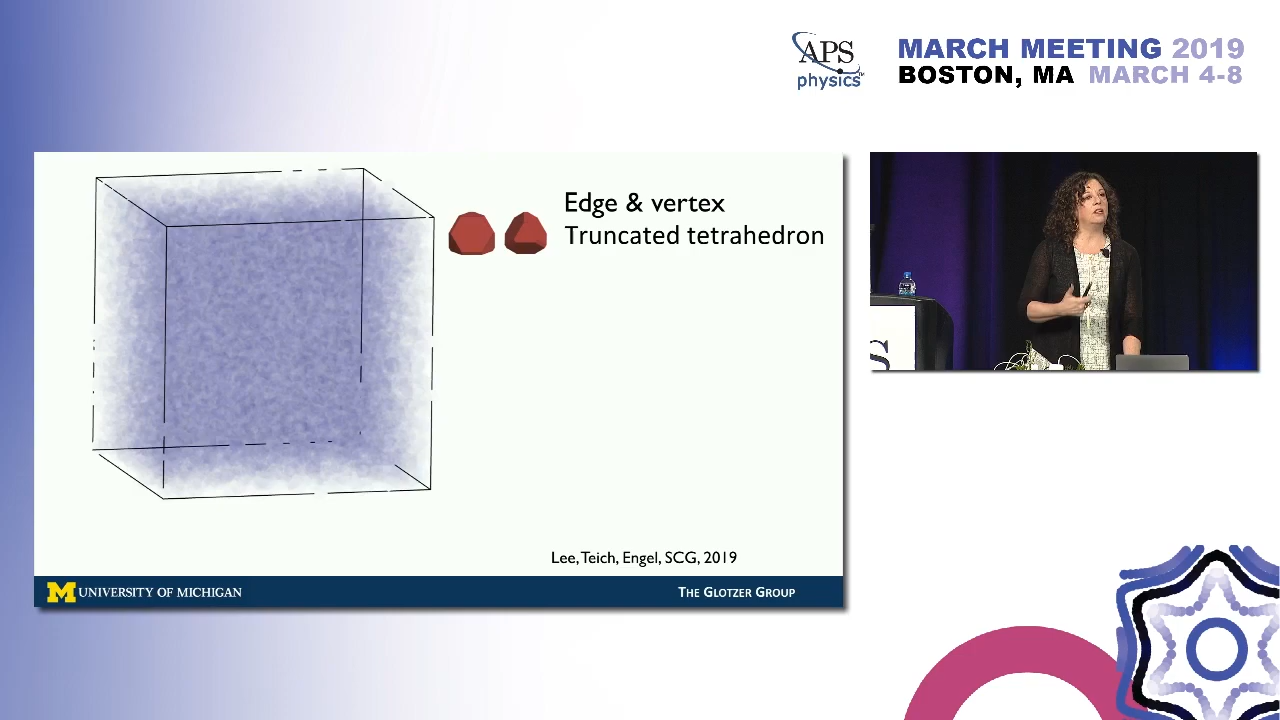 APS
physics™
MARCH MEETING 2019
BOSTON, MA MARCH 4-8
Edge & vertex
Truncated tetrahedron
Lee, Teich, Engel, SCG, 2019
M UNIVERSITY OF MICHIGAN
THE GLOTZER GROUP
S